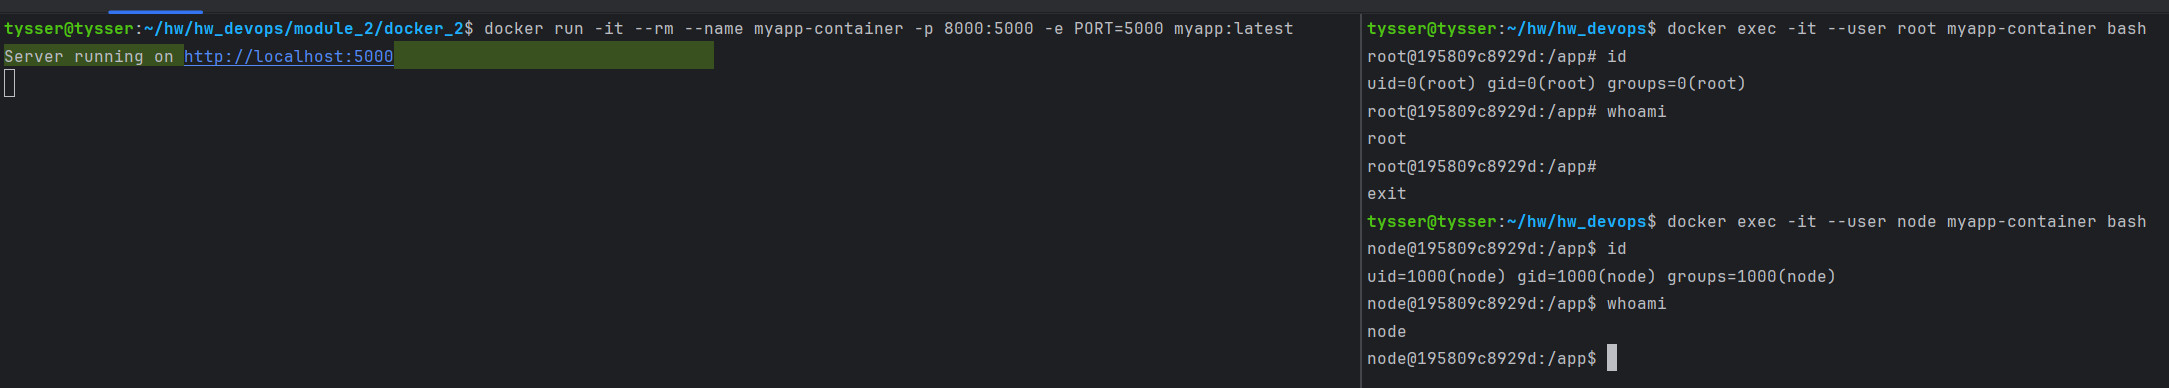 tysser@tysser:~/hw/hw_devops/module_2/docker_2$ docker run -it --rm --name myapp-container -p 8000:5000 -e PORT=5000 myapp:latest
Server running on http://localhost:5000
tysser@tysser:~/hw/hw_devops$ docker exec -it --user root myapp-container bash
root@195809c8929d:/app# id
uid=0(root) gid=0(root) groups=0(root)
root@195809c8929d:/app# whoami
root
root@195809c8929d:/app#
exit
tysser@tysser:~/hw/hw_devops$ docker exec -it --user node myapp-container bash
node@195809c8929d:/app$ id
uid=1000(node) gid=1000(node) groups=1000(node)
node@195809c8929d:/app$ whoami
node
node@195809c8929d:/app$